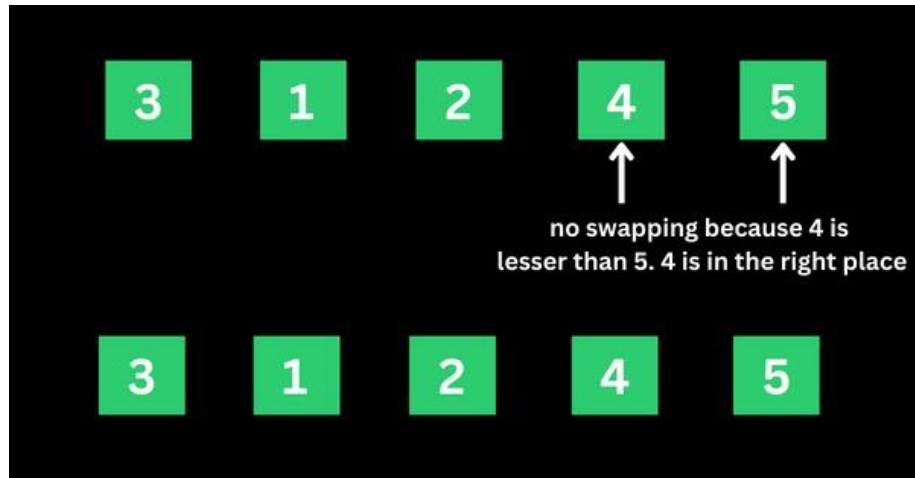 3 1 2 4 5
no swapping because 4 is
lesser than 5. 4 is in the right place
3 1 2 4 5